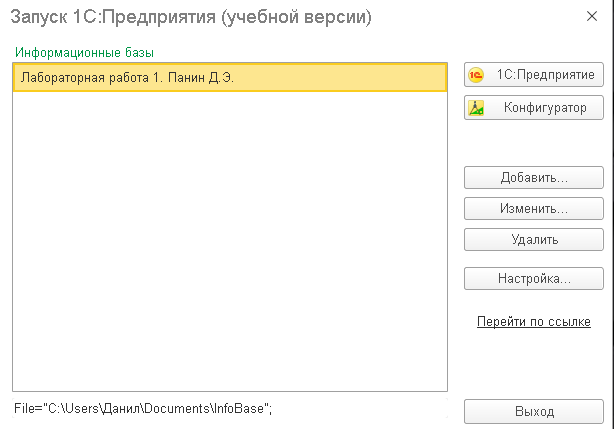 Запуск 1С:Предприятия (учебной версии)
Информационные базы
Лабораторная работа 1. Панин Д.Э.
1С:Предприятие
Конфигуратор
Добавить...
Изменить...
Удалить
Настройка...
Перейти по ссылке
File="C:\Users\Данил\Documents\InfoBase";
Выход